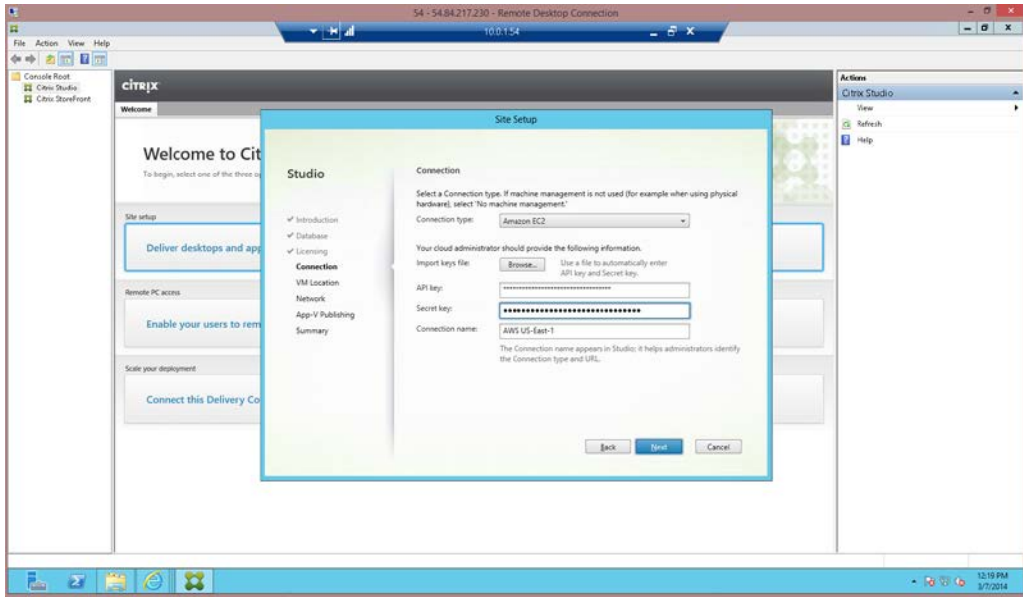 54 - 54.84.217.230 - Remote Desktop Connection
10.0.1.54
File Action View Help
Console Root
Citrix Studio
Citrix StoreFront
CİTRIX
Welcome
Welcome to Cit
To begin, select one of the three op
Site setup
Deliver desktops and app
Remote PC access
Enable your users to rem
Scale your deployment
Connect this Delivery Co
Site Setup
Studio
Introduction
Database
Licensing
Connection
VM Location
Network
App-V Publishing
Summary
Connection
Select a Connection type. If machine management is not used (for example when using physical
hardware), select 'No machine management.'
Connection type: Amazon EC2
Your cloud administrator should provide the following information.
Import keys file: Browse... Use a file to automatically enter
API key and Secret key.
API key:
Secret key:
Connection name: AWS US-East-1
The Connection name appears in Studio; it helps administrators identify
the Connection type and URL.
Back Next Cancel
Actions
Citrix Studio
View
Refresh
Help
12:19 PM
3/7/2014